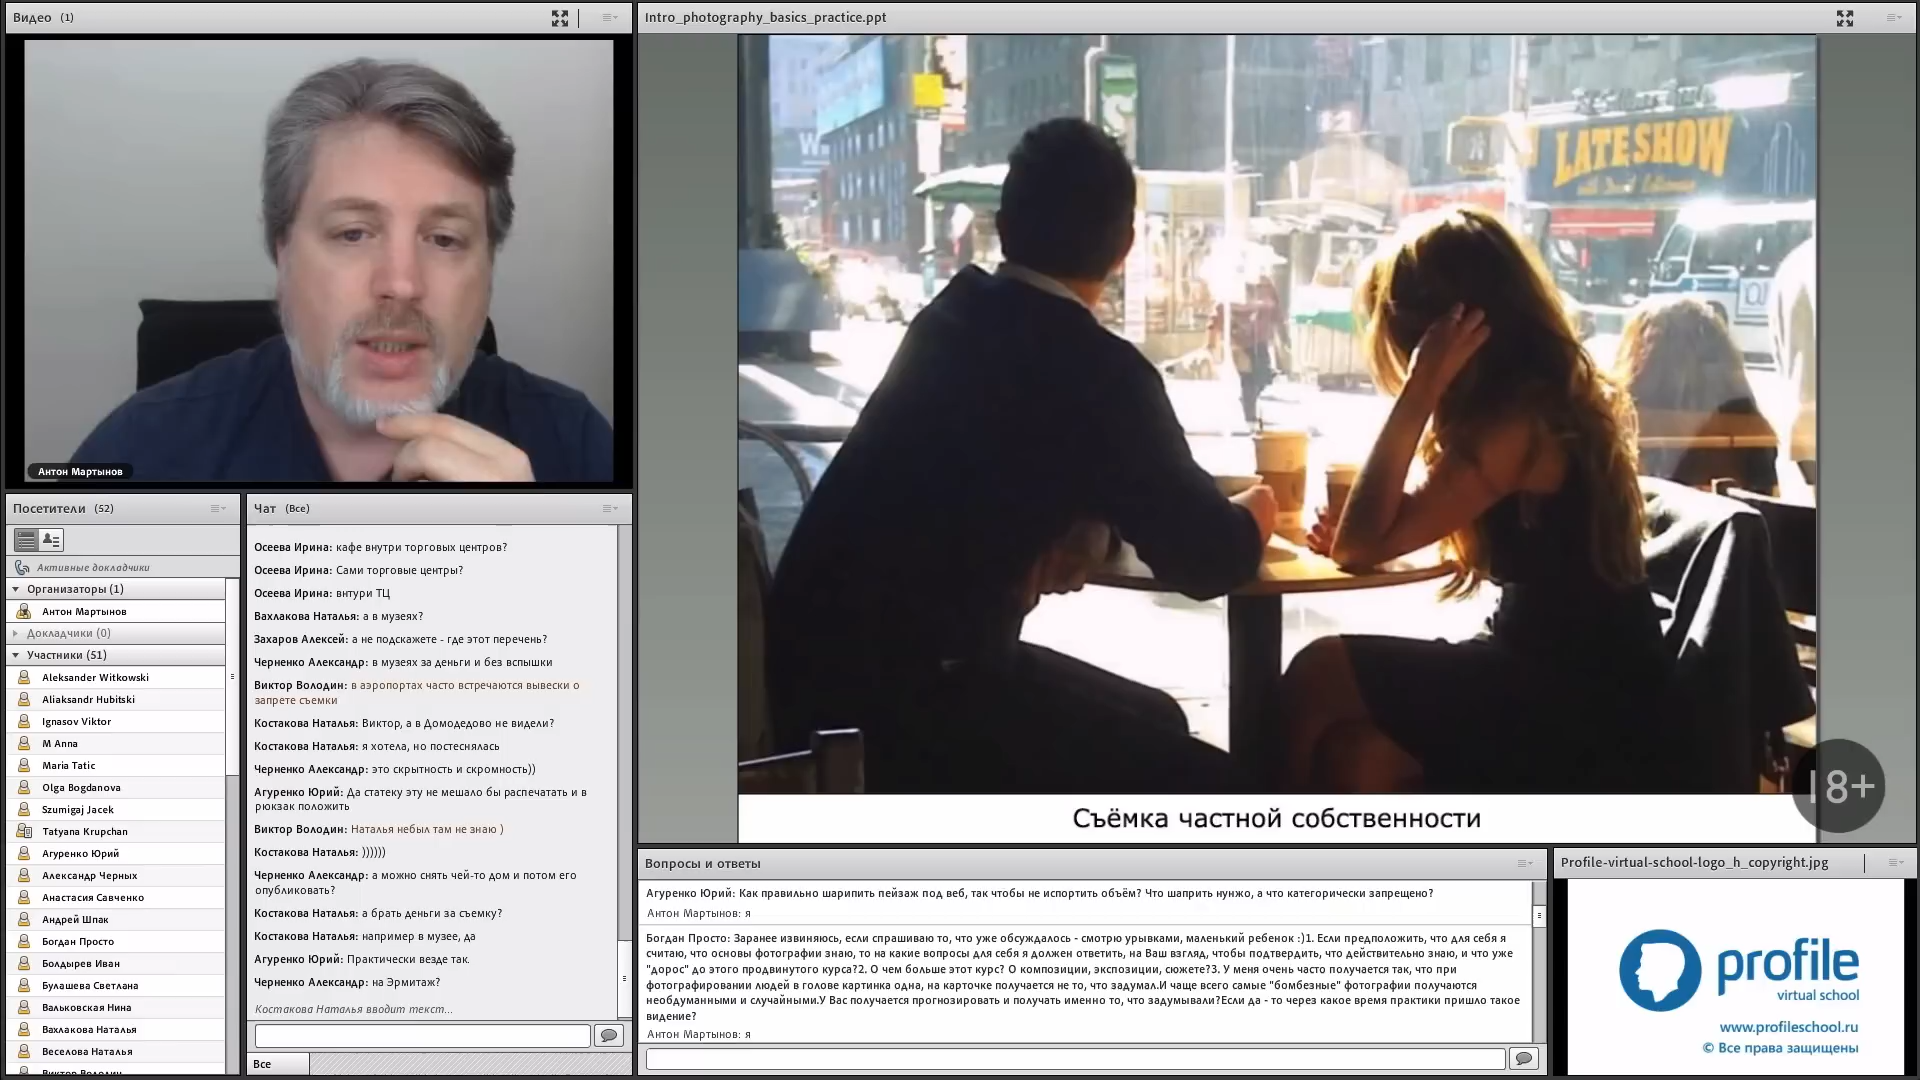 Видео (1)
Антон Мартынов
Посетители (52)
Активные докладчики
Организаторы (1)
Антон Мартынов
Докладчики (0)
Участники (51)
Aleksander Witkowski
Aliaksandr Hubitski
Ignasov Viktor
M Anna
Maria Tatic
Olga Bogdanova
Szumigaj Jacek
Tatyana Krupchan
Агуренко Юрий
Александр Черных
Анастасия Савченко
Андрей Шпак
Богдан Просто
Болдырев Иван
Булашева Светлана
Вальковская Нина
Вахлакова Наталья
Веселова Наталья
Виктор Володин
Чат (Все)
Осеева Ирина: кафе внутри торговых центров?
Осеева Ирина: Сами торговые центры?
Осеева Ирина: внтури ТЦ
Вахлакова Наталья: а в музеях?
Захаров Алексей: а не подскажете - где этот перечень?
Черненко Александр: в музеях за деньги и без вспышки
Виктор Володин: в аэропортах часто встречаются вывески о
запрете съемки
Костакова Наталья: Виктор, а в Домодедово не видели?
Костакова Наталья: я хотела, но постеснялась
Черненко Александр: это скрытность и скромность))
Агуренко Юрий: Да статеку эту не мешало бы распечатать и в
рюкзак положить
Виктор Володин: Наталья небыл там не знаю )
Костакова Наталья: ))))))
Черненко Александр: а можно снять чей-то дом и потом его
опубликовать?
Костакова Наталья: а брать деньги за съемку?
Костакова Наталья: например в музее, да
Агуренко Юрий: Практически везде так.
Черненко Александр: на Эрмитаж?
Костакова Наталья вводит текст...
Все
Intro_photography_basics_practice.ppt
LATE SHOW
with David Letterman
18+
Съёмка частной собственности
Вопросы и ответы
Агуренко Юрий: Как правильно шарипить пейзаж под веб, так чтобы не испортить объём? Что шаприть нунжо, а что категорически запрещено?
Антон Мартынов: я
Богдан Просто: Заранее извиняюсь, если спрашиваю то, что уже обсуждалось - смотрю урывками, маленький ребенок :)1. Если предположить, что для себя я
считаю, что основы фотографии знаю, то на какие вопросы для себя я должен ответить, на Ваш взгляд, чтобы подтвердить, что действительно знаю, и что уже
"дорос" до этого продвинутого курса?2. О чем больше этот курс? О композиции, экспозиции, сюжете?3. У меня очень часто получается так, что при
фотографировании людей в голове картинка одна, на карточке получается не то, что задумал.И чаще всего самые "бомбезные" фотографии получаются
необдуманными и случайными.У Вас получается прогнозировать и получать именно то, что задумывали?Если да - то через какое время практики пришло такое
видение?
Антон Мартынов: я
Profile-virtual-school-logo_h_copyright.jpg
profile
virtual school
www.profileschool.ru
© Все права защищены